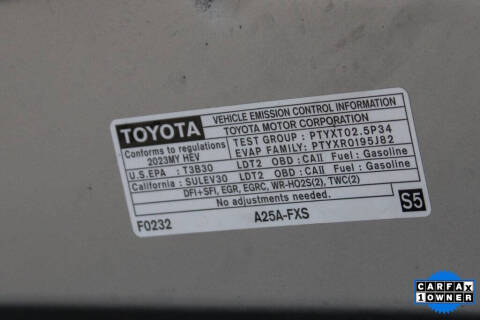 TOYOTA
VEHICLE EMISSION CONTROL INFORMATION
TOYOTA MOTOR CORPORATION
Conforms to regulations
2023MY HEV
TEST GROUP : PTYXT02.5P34
EVAP FAMILY: PTYXR0195J82
U.S.EPA : T3B30 LDT2 OBD : CAII Fuel : Gasoline
California : SULEV30 LDT2 OBD : CAII Fuel : Gasoline
DFI+SFI, EGR, EGRC, WR-HO2S(2), TWC(2)
No adjustments needed.
F0232 A25A-FXS S5
CARFAX
1 OWNER